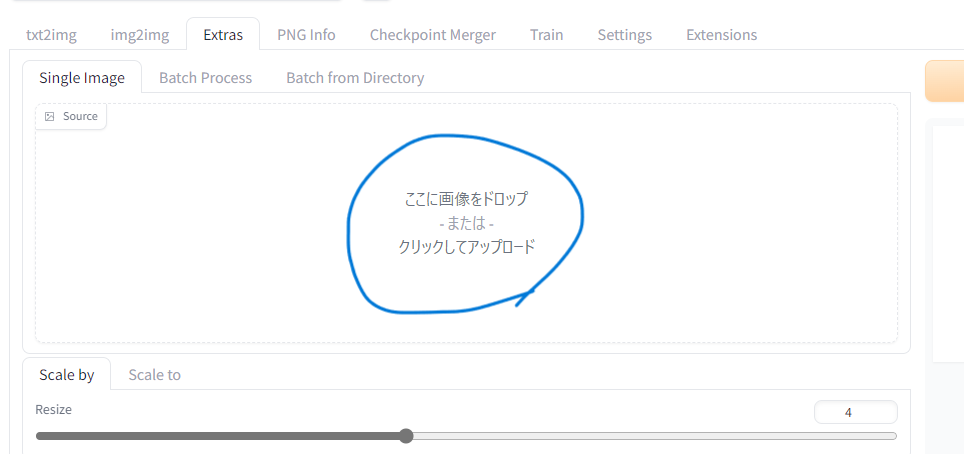 txt2img img2img Extras PNG Info Checkpoint Merger Train Settings Extensions
Single Image Batch Process Batch from Directory
Source
ここに画像をドロップ
- または -
クリックしてアップロード
Scale by Scale to
Resize 4